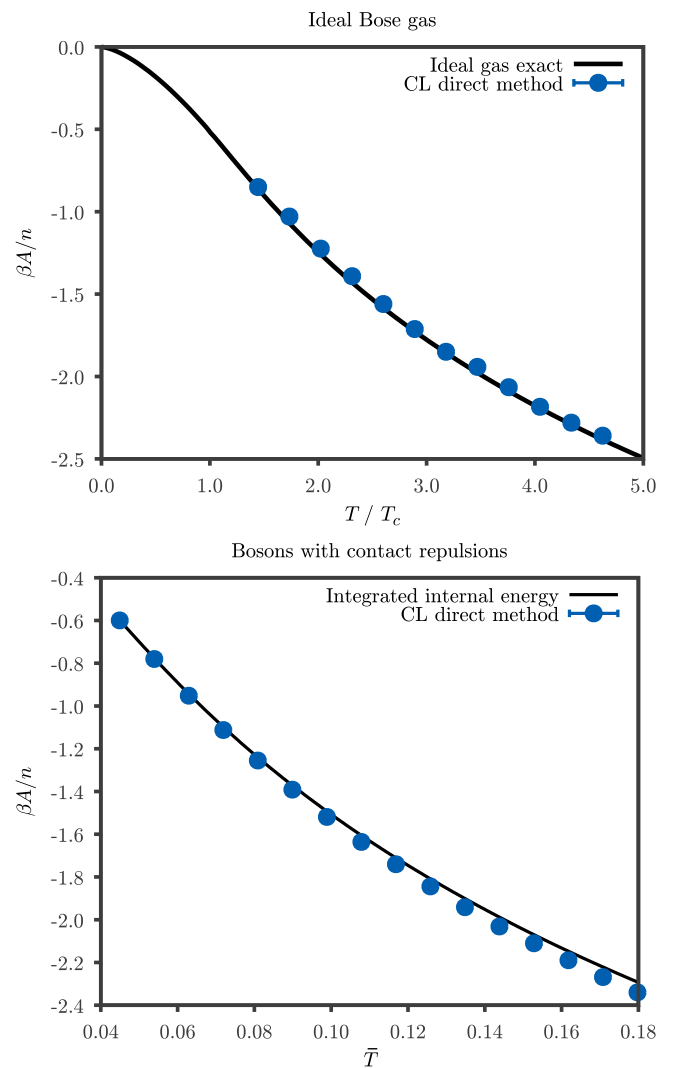 Ideal Bose gas
Ideal gas exact
CL direct method
0.0
-0.5
-1.0
-1.5
-2.0
-2.5
βA/n
0.0 1.0 2.0 3.0 4.0 5.0
T / T_c
Bosons with contact repulsions
Integrated internal energy
CL direct method
-0.4
-0.6
-0.8
-1.0
-1.2
-1.4
-1.6
-1.8
-2.0
-2.2
-2.4
βA/n
0.04 0.06 0.08 0.10 0.12 0.14 0.16 0.18
T̄